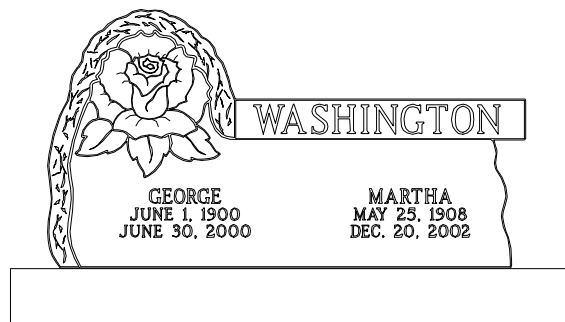 WASHINGTON
GEORGE
JUNE 1, 1900
JUNE 30, 2000
MARTHA
MAY 25, 1908
DEC. 20, 2002